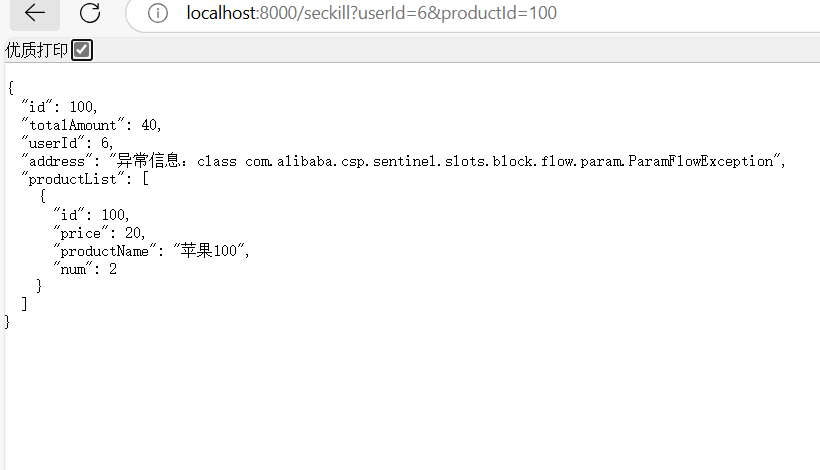 localhost:8000/seckill?userId=6&productId=100
优质打印
{
  "id": 100,
  "totalAmount": 40,
  "userId": 6,
  "address": "异常信息：class com.alibaba.csp.sentinel.slots.block.flow.param.ParamFlowException",
  "productList": [
    {
      "id": 100,
      "price": 20,
      "productName": "苹果100",
      "num": 2
    }
  ]
}